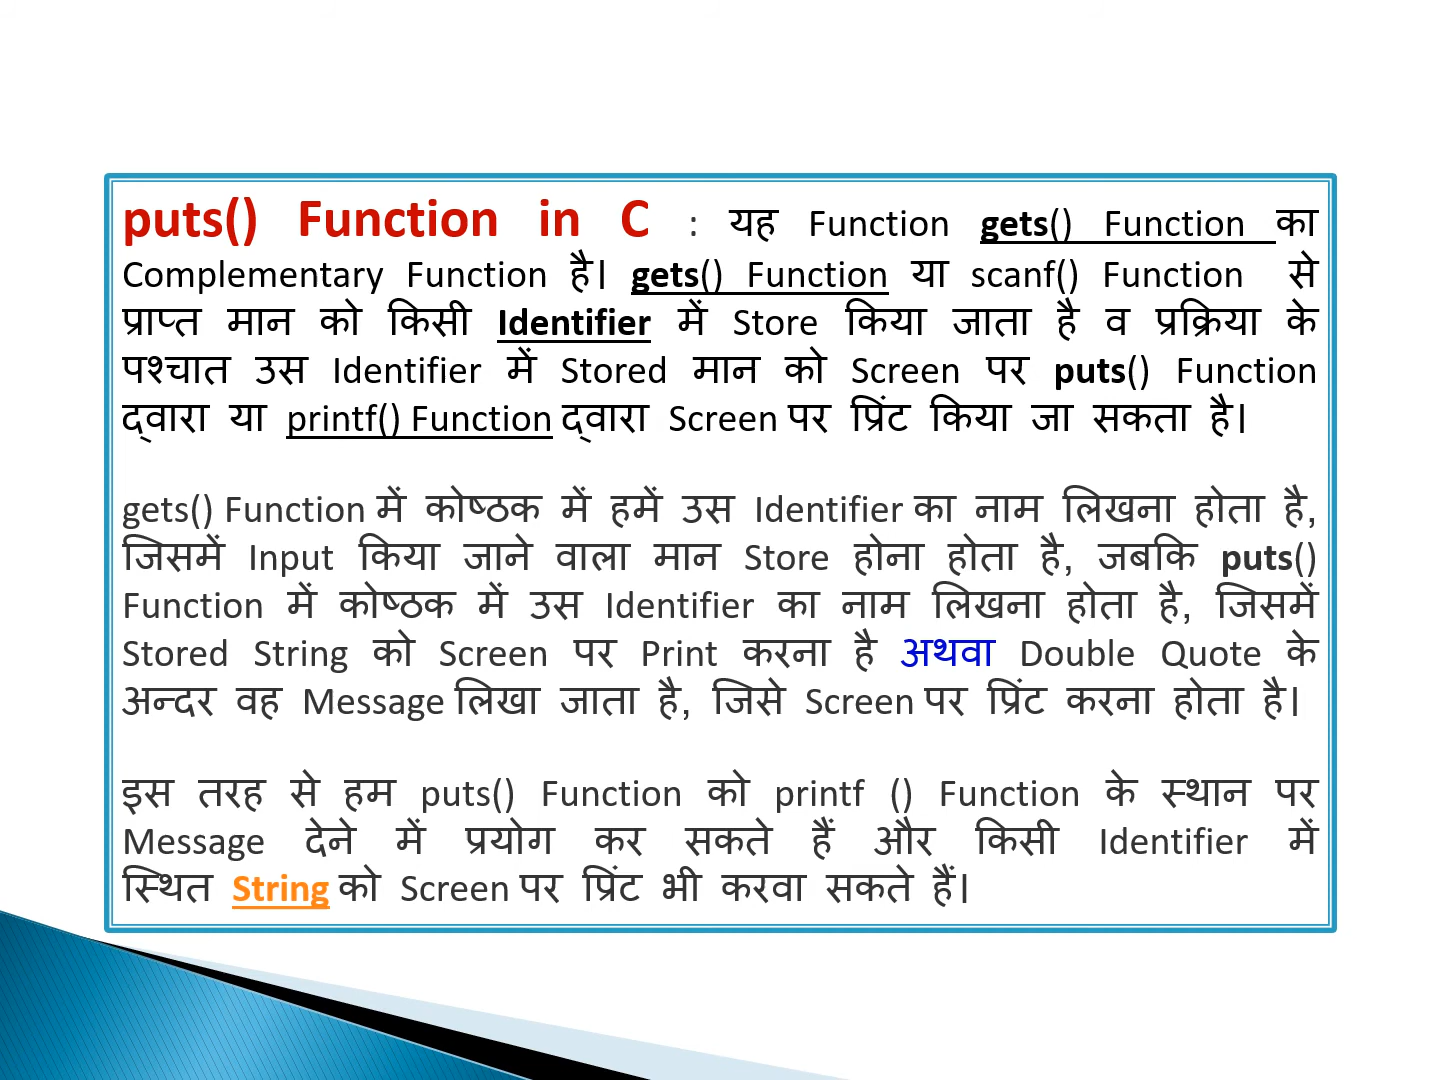 puts() Function in C : यह Function gets() Function का
Complementary Function है। gets() Function या scanf() Function से
प्राप्त मान को किसी Identifier में Store किया जाता है व प्रक्रिया के
पश्चात उस Identifier में Stored मान को Screen पर puts() Function
द्वारा या printf() Function द्वारा Screen पर प्रिंट किया जा सकता है।
gets() Function में कोष्ठक में हमें उस Identifier का नाम लिखना होता है,
जिसमें Input किया जाने वाला मान Store होना होता है, जबकि puts()
Function में कोष्ठक में उस Identifier का नाम लिखना होता है, जिसमें
Stored String को Screen पर Print करना है अथवा Double Quote के
अन्दर वह Message लिखा जाता है, जिसे Screen पर प्रिंट करना होता है।
इस तरह से हम puts() Function को printf () Function के स्थान पर
Message देने में प्रयोग कर सकते हैं और किसी Identifier में
स्थित String को Screen पर प्रिंट भी करवा सकते हैं।